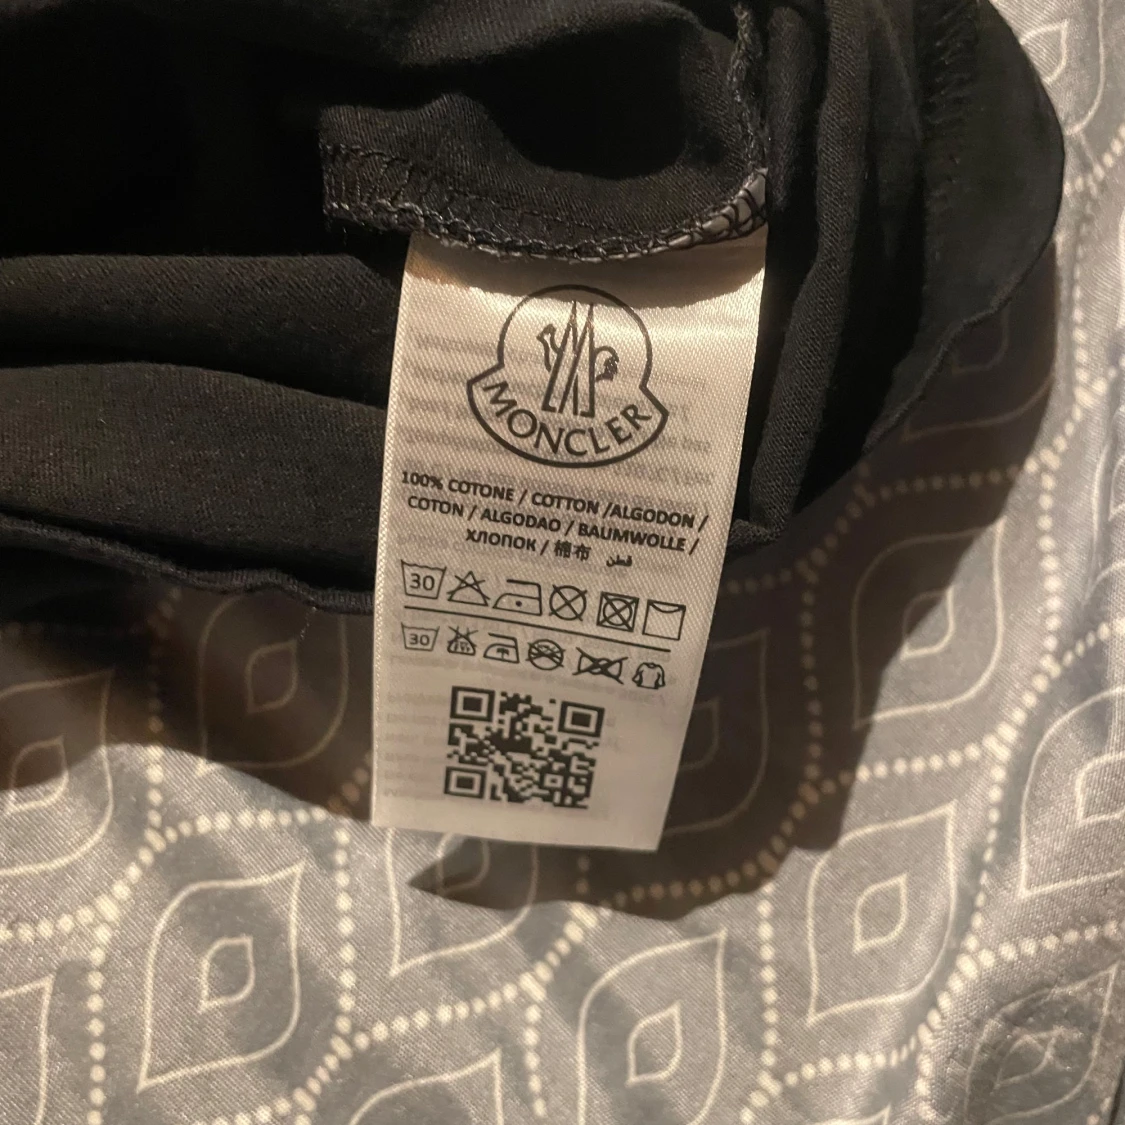 MONCLER
100% COTONE / COTTON /ALGODON /
COTON / ALGODAO / BAUMWOLLE /
ХЛОПОК / 棉布 قطن
30
30